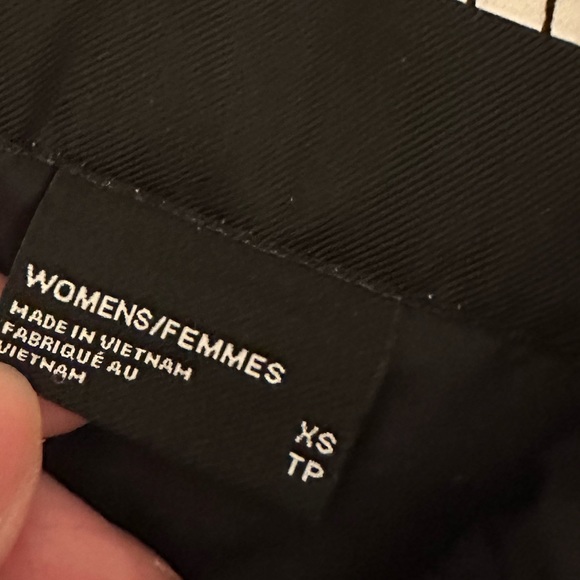 WOMENS/FEMMES
MADE IN VIETNAM
FABRIQUÉ AU
VIETNAM
XS
TP